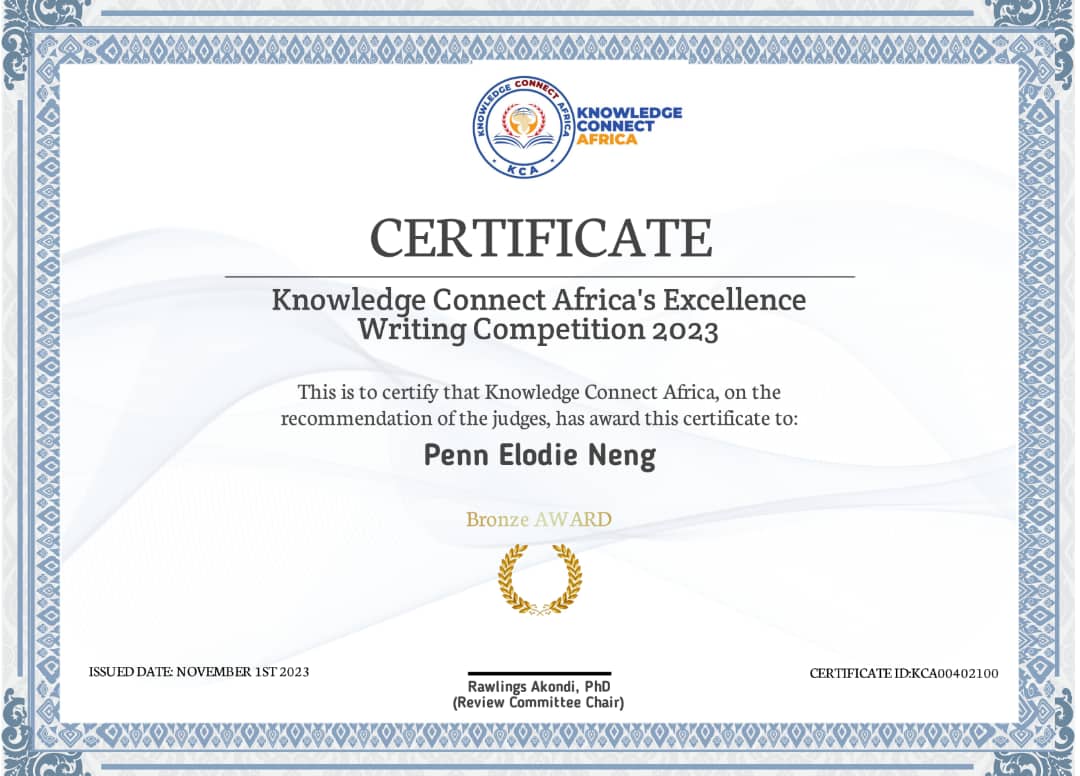 KNOWLEDGE CONNECT AFRICA
KCA
KNOWLEDGE
CONNECT
AFRICA
CERTIFICATE
Knowledge Connect Africa's Excellence
Writing Competition 2023
This is to certify that Knowledge Connect Africa, on the
recommendation of the judges, has award this certificate to:
Penn Elodie Neng
Bronze AWARD
ISSUED DATE: NOVEMBER 1ST 2023
Rawlings Akondi, PhD
(Review Committee Chair)
CERTIFICATE ID:KCA00402100